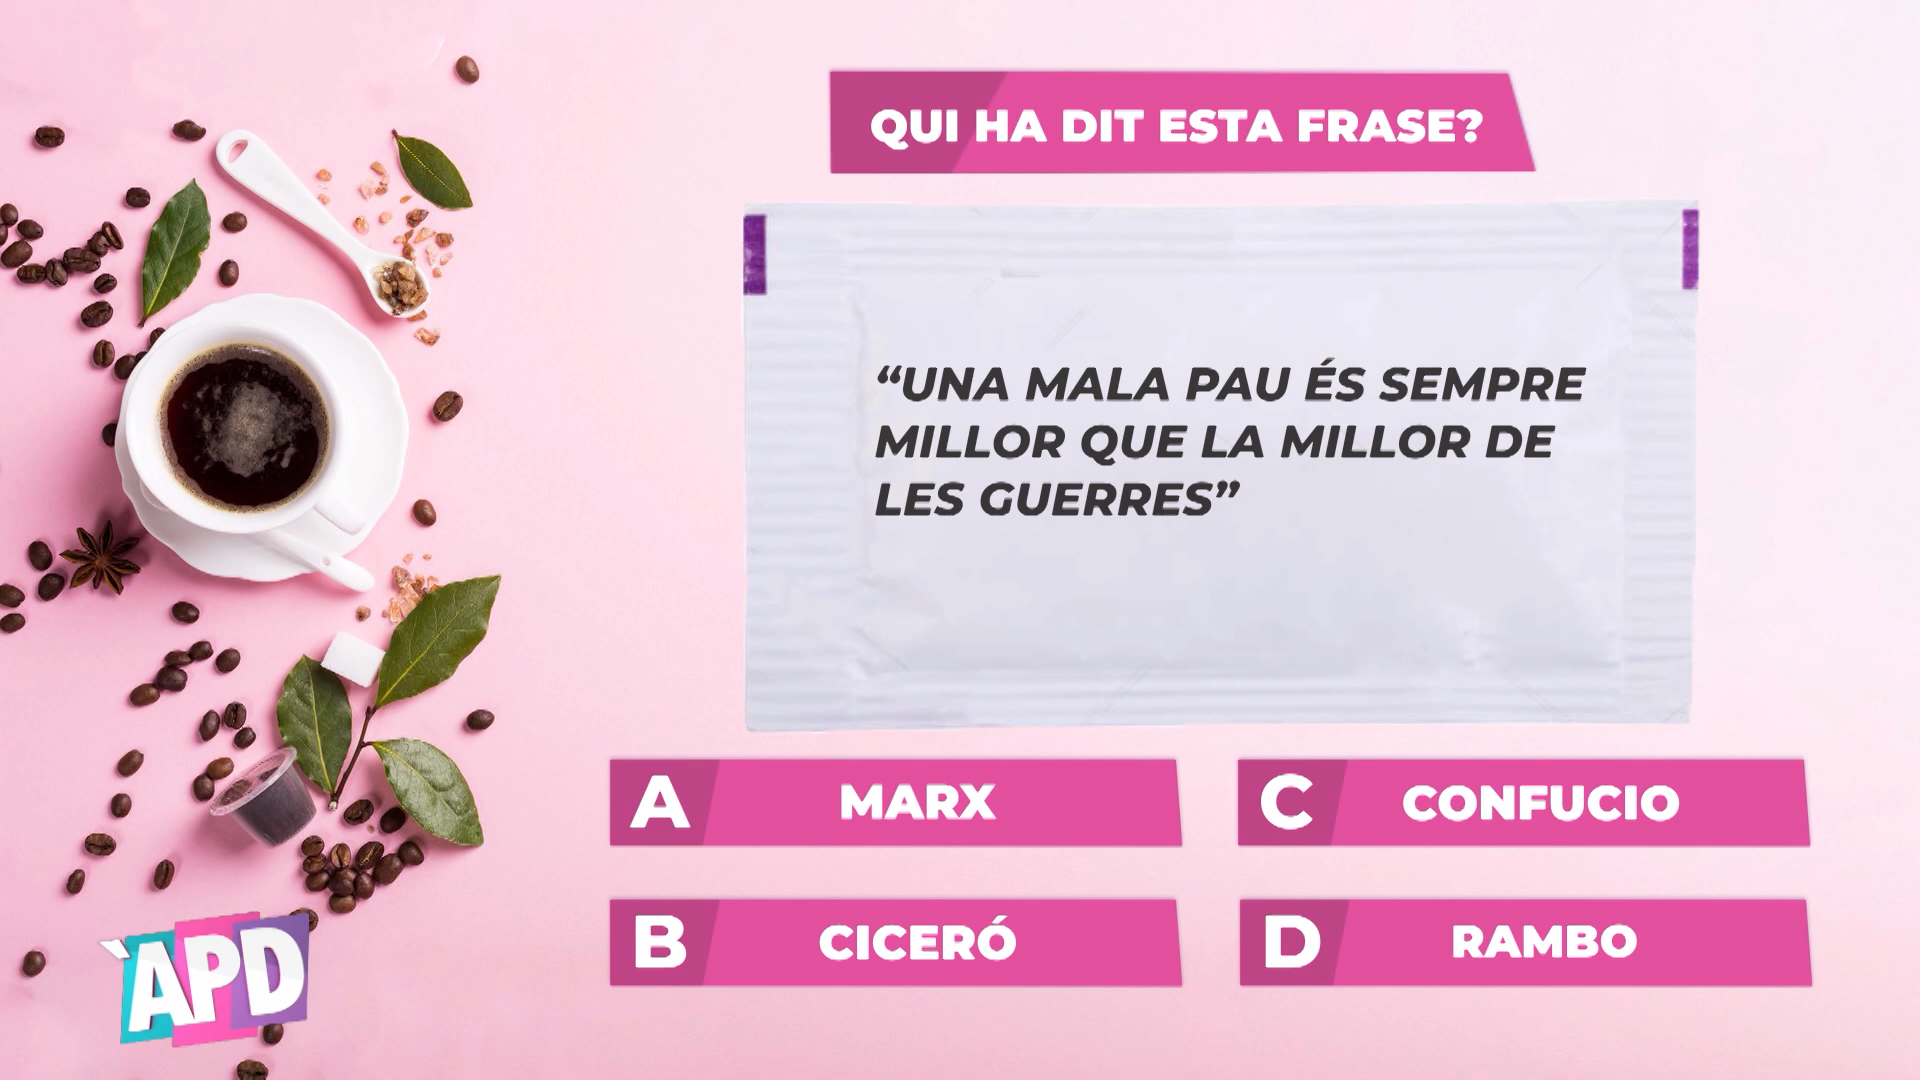 QUI HA DIT ESTA FRASE?
“UNA MALA PAU ÉS SEMPRE
MILLOR QUE LA MILLOR DE
LES GUERRES”
A MARX
C CONFUCIO
B CICERÓ
D RAMBO
`APD